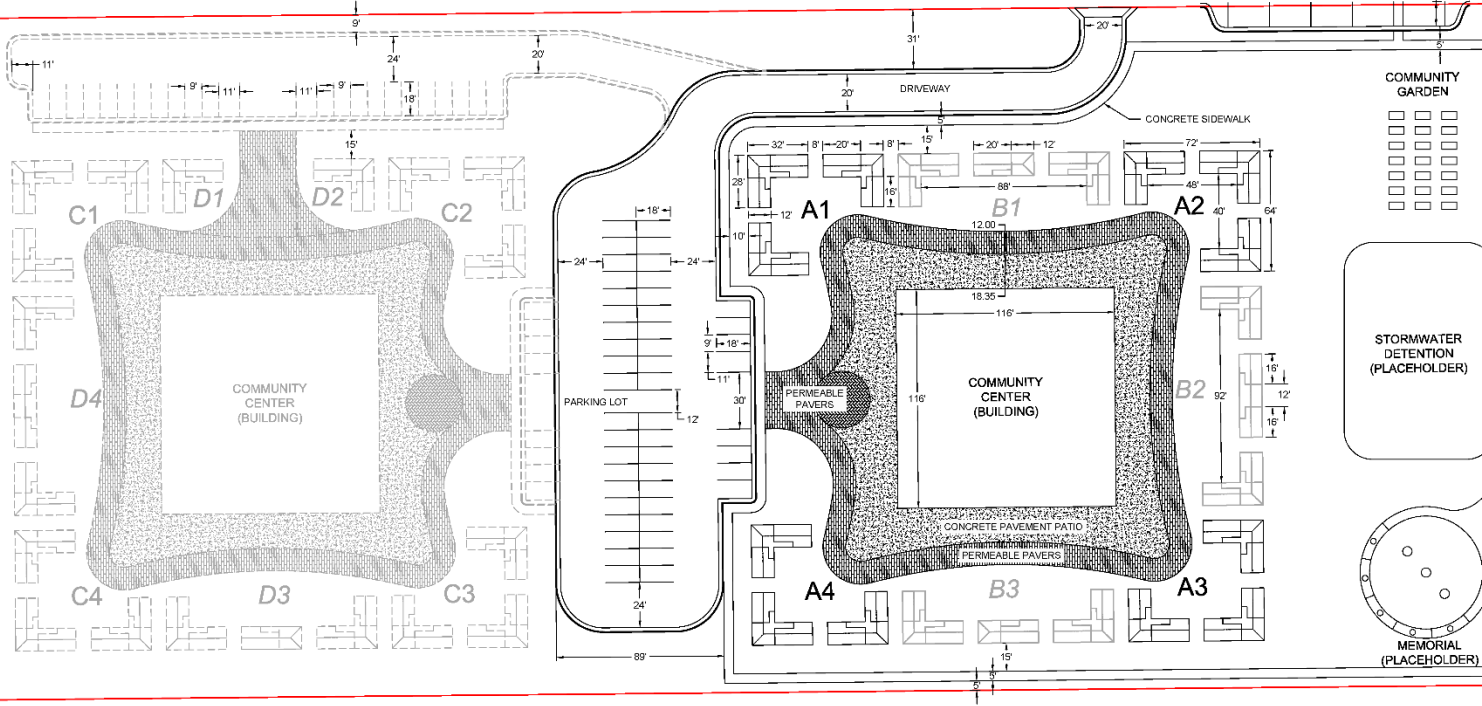 9'
31'
20'
5'
11'
24'
20'
COMMUNITY
GARDEN
9'
11'
11'
9'
18'
20'
DRIVEWAY
5'
CONCRETE SIDEWALK
15'
15'
32'
8'
20'
8'
20'
12'
72'
C1
D1
D2
C2
28'
16'
A1
88'
B1
48'
A2
40'
64'
12'
18'
10'
12.00
24'
24'
18.35
116'
9'
18'
11'
STORMWATER
DETENTION
(PLACEHOLDER)
D4
COMMUNITY
CENTER
(BUILDING)
PARKING LOT
30'
12'
PERMEABLE
PAVERS
116'
COMMUNITY
CENTER
(BUILDING)
B2
92'
16'
12'
16'
CONCRETE PAVEMENT PATIO
PERMEABLE PAVERS
C4
D3
C3
24'
A4
B3
A3
89'
15'
MEMORIAL
(PLACEHOLDER)
5'
5'